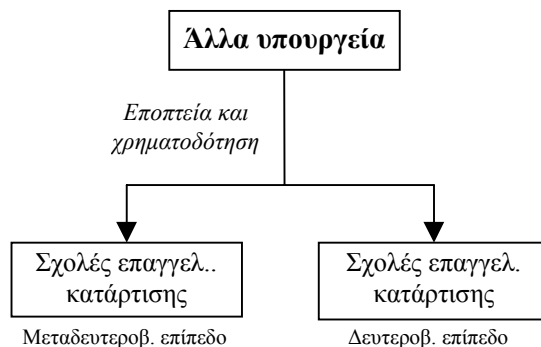 Άλλα υπουργεία
Εποπτεία και
χρηματοδότηση
Σχολές επαγγελ..
κατάρτισης
Μεταδευτεροβ. επίπεδο
Σχολές επαγγελ.
κατάρτισης
Δευτεροβ. επίπεδο